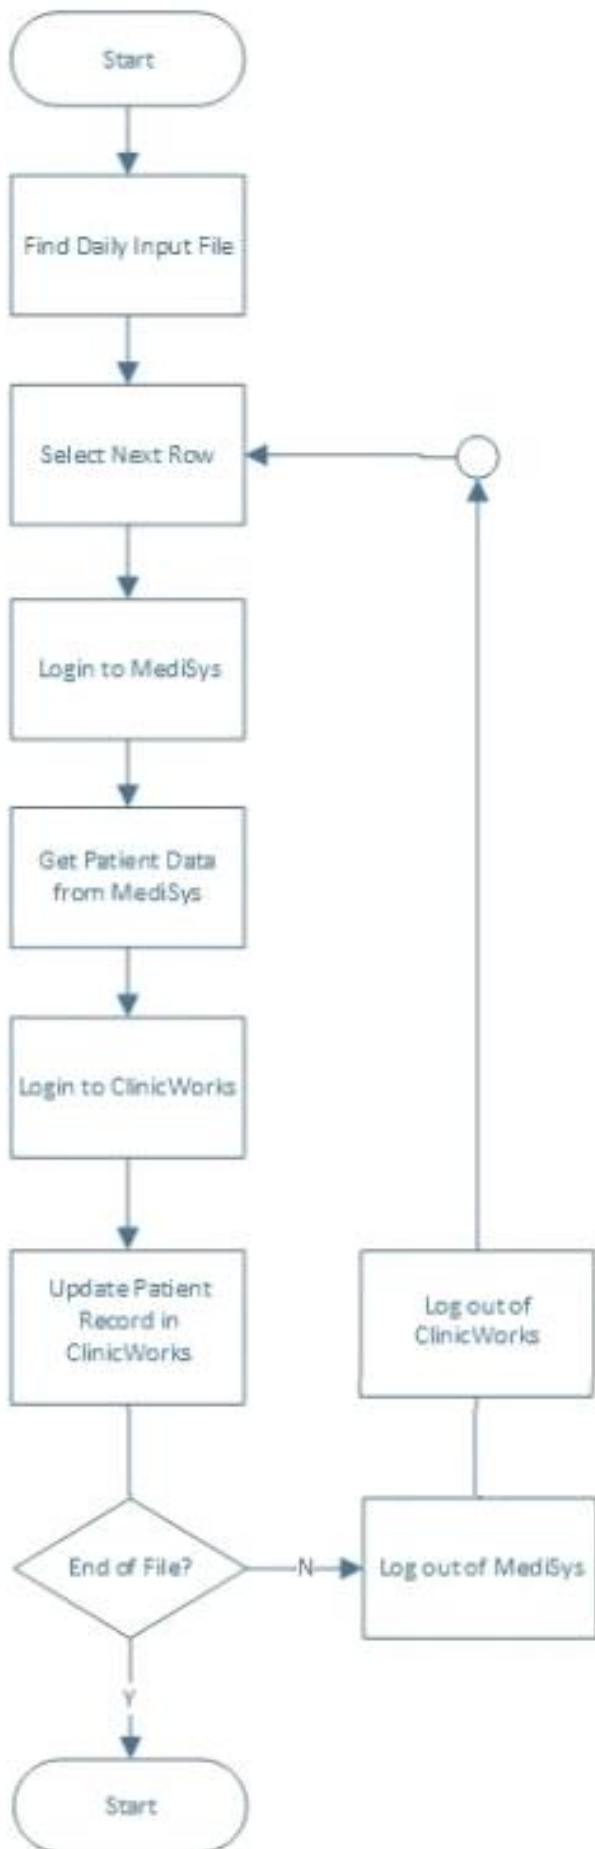 Start
Find Daily Input File
Select Next Row
Login to MediSys
Get Patient Data
from MediSys
Login to ClinicWorks
Update Patient
Record in
ClinicWorks
Log out of
ClinicWorks
End of File?
N
Log out of MediSys
Y
Start